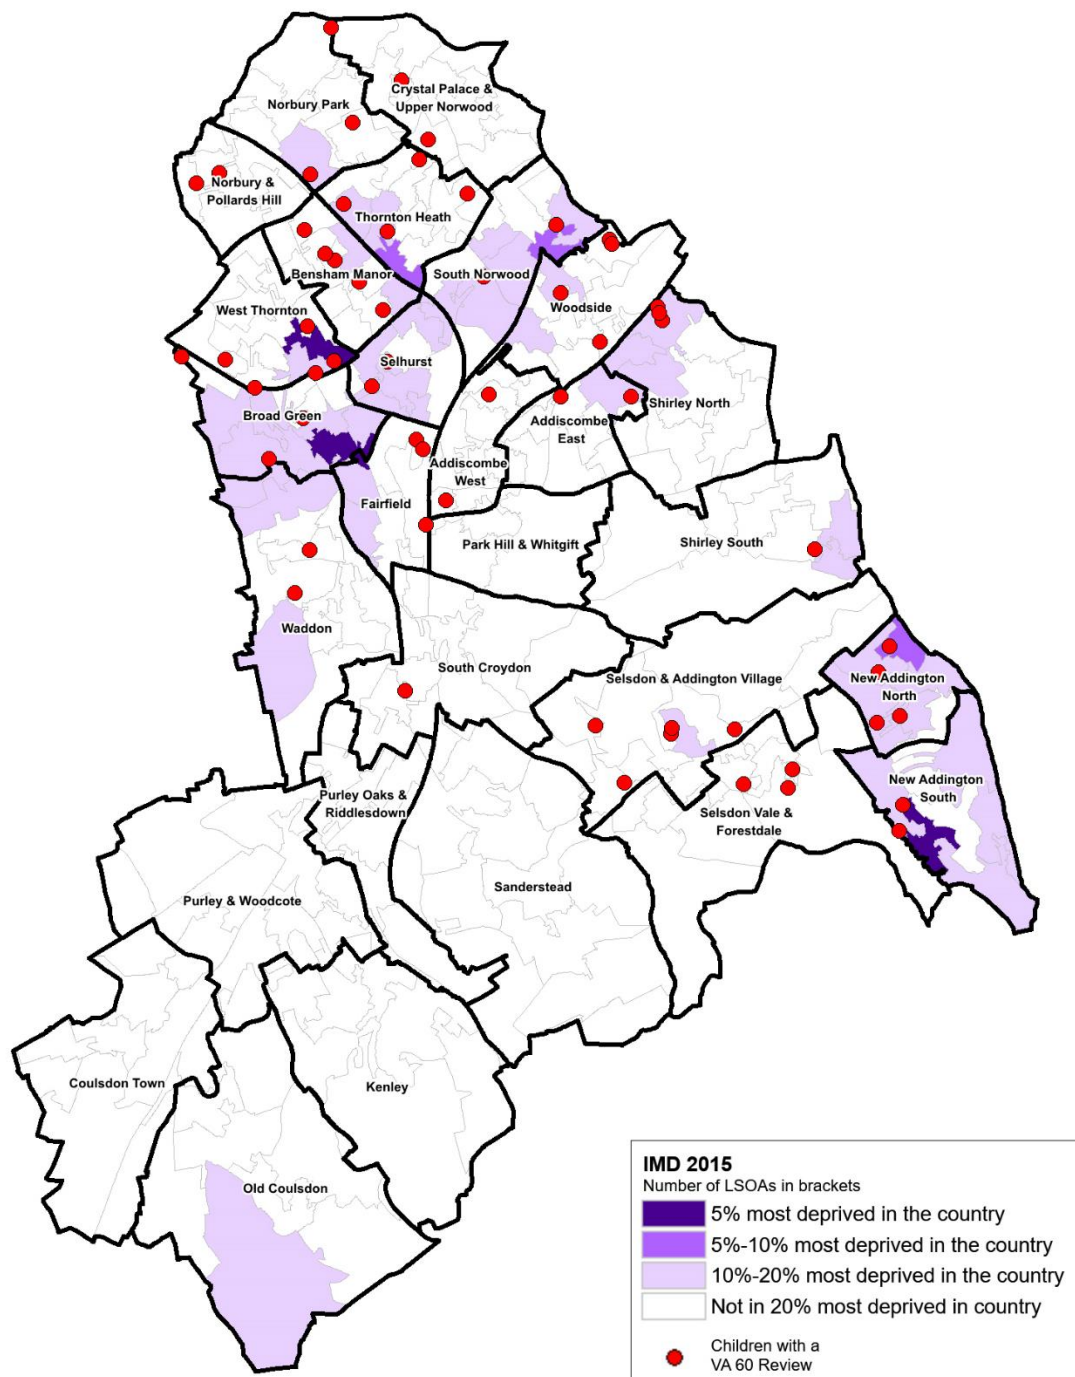 Crystal Palace &
Upper Norwood
Norbury Park
Norbury &
Pollards Hill
Thornton Heath
Bensham Manor
South Norwood
West Thornton
Woodside
Selhurst
Broad Green
Shirley North
Addiscombe
East
Addiscombe
West
Fairfield
Park Hill & Whitgift
Shirley South
Waddon
South Croydon
Selsdon & Addington Village
New Addington
North
New Addington
South
Purley Oaks &
Riddlesdown
Selsdon Vale &
Forestdale
Sanderstead
Purley & Woodcote
Coulsdon Town
Kenley
Old Coulsdon
IMD 2015
Number of LSOAs in brackets
5% most deprived in the country
5%-10% most deprived in the country
10%-20% most deprived in the country
Not in 20% most deprived in country
Children with a
VA 60 Review